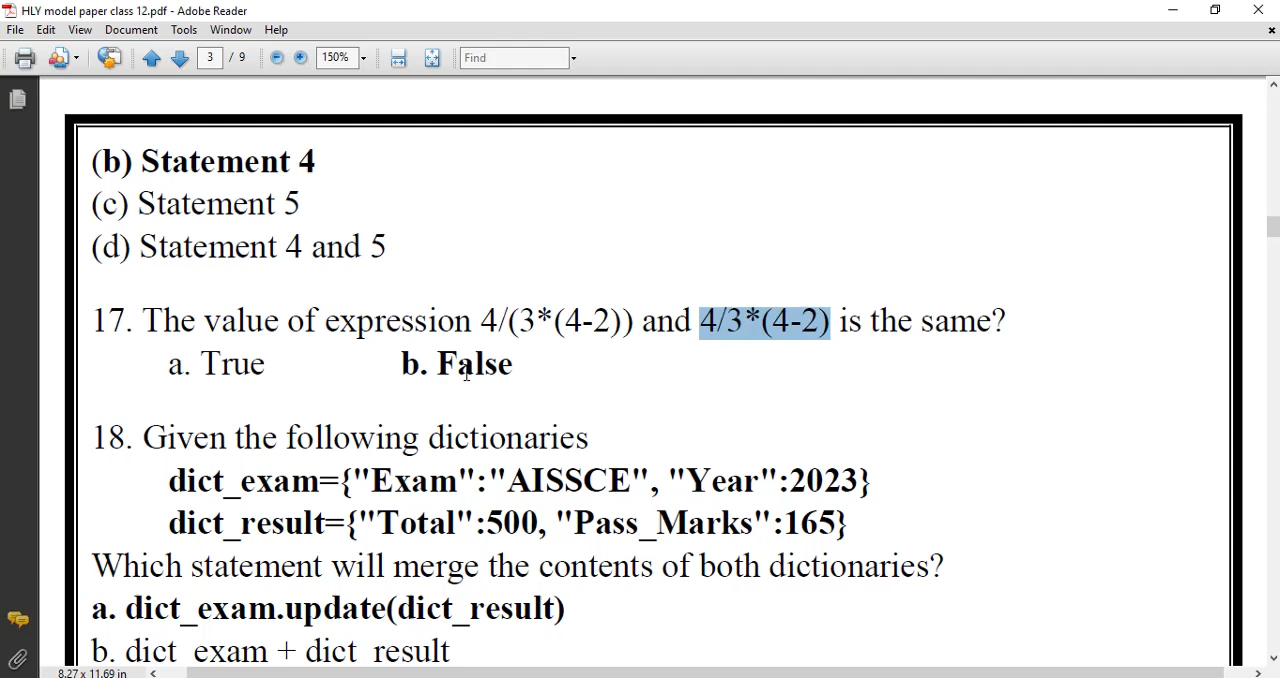 HLY model paper class 12.pdf - Adobe Reader
File Edit View Document Tools Window Help
3 / 9 150% Find
(b) Statement 4
(c) Statement 5
(d) Statement 4 and 5
17. The value of expression 4/(3*(4-2)) and 4/3*(4-2) is the same?
a. True b. False
18. Given the following dictionaries
dict_exam={"Exam":"AISSCE", "Year":2023}
dict_result={"Total":500, "Pass_Marks":165}
Which statement will merge the contents of both dictionaries?
a. dict_exam.update(dict_result)
b. dict_exam + dict_result
8.27 x 11.69 in